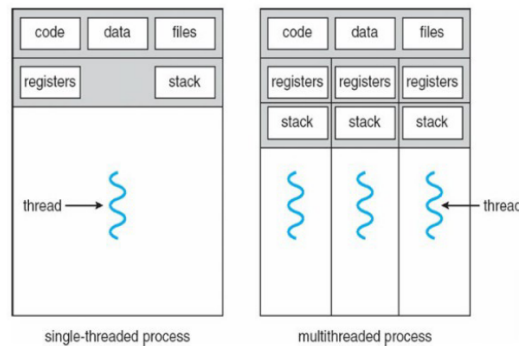 code data files code data files
registers stack registers registers registers
stack stack stack
thread thread
single-threaded process multithreaded process